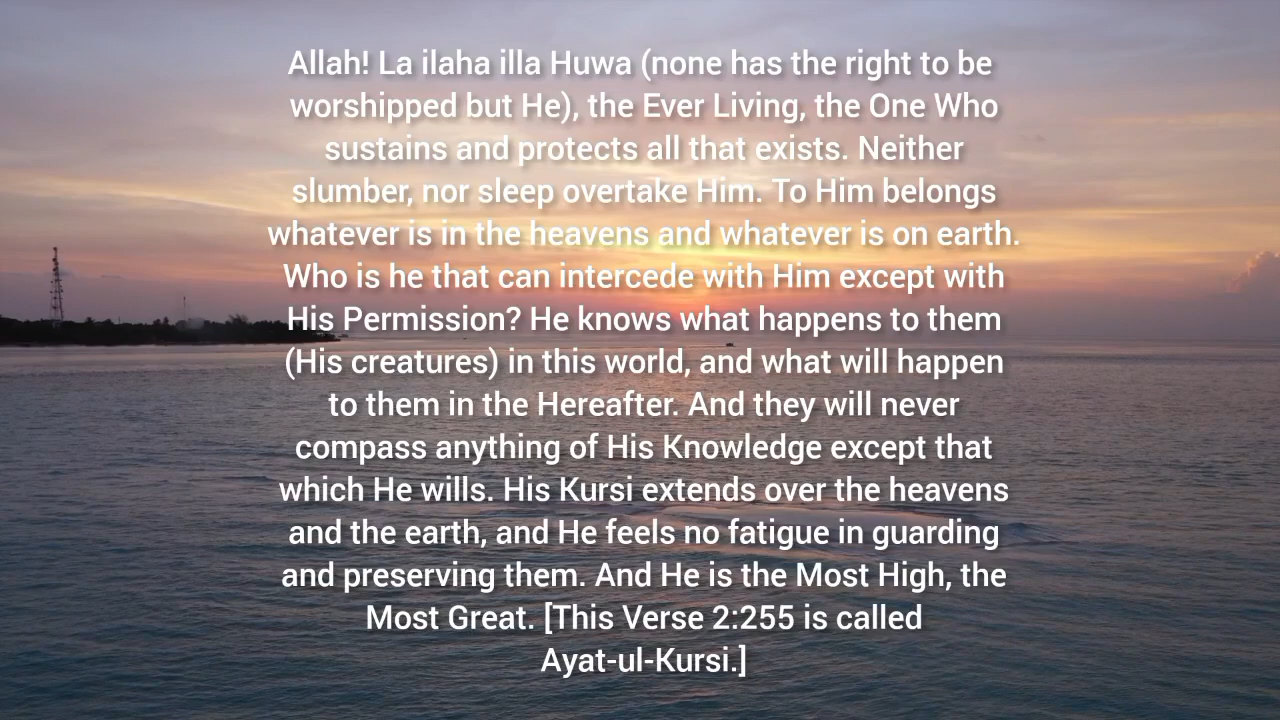 Allah! La ilaha illa Huwa (none has the right to be
worshipped but He), the Ever Living, the One Who
sustains and protects all that exists. Neither
slumber, nor sleep overtake Him. To Him belongs
whatever is in the heavens and whatever is on earth.
Who is he that can intercede with Him except with
His Permission? He knows what happens to them
(His creatures) in this world, and what will happen
to them in the Hereafter. And they will never
compass anything of His Knowledge except that
which He wills. His Kursi extends over the heavens
and the earth, and He feels no fatigue in guarding
and preserving them. And He is the Most High, the
Most Great. [This Verse 2:255 is called
Ayat-ul-Kursi.]